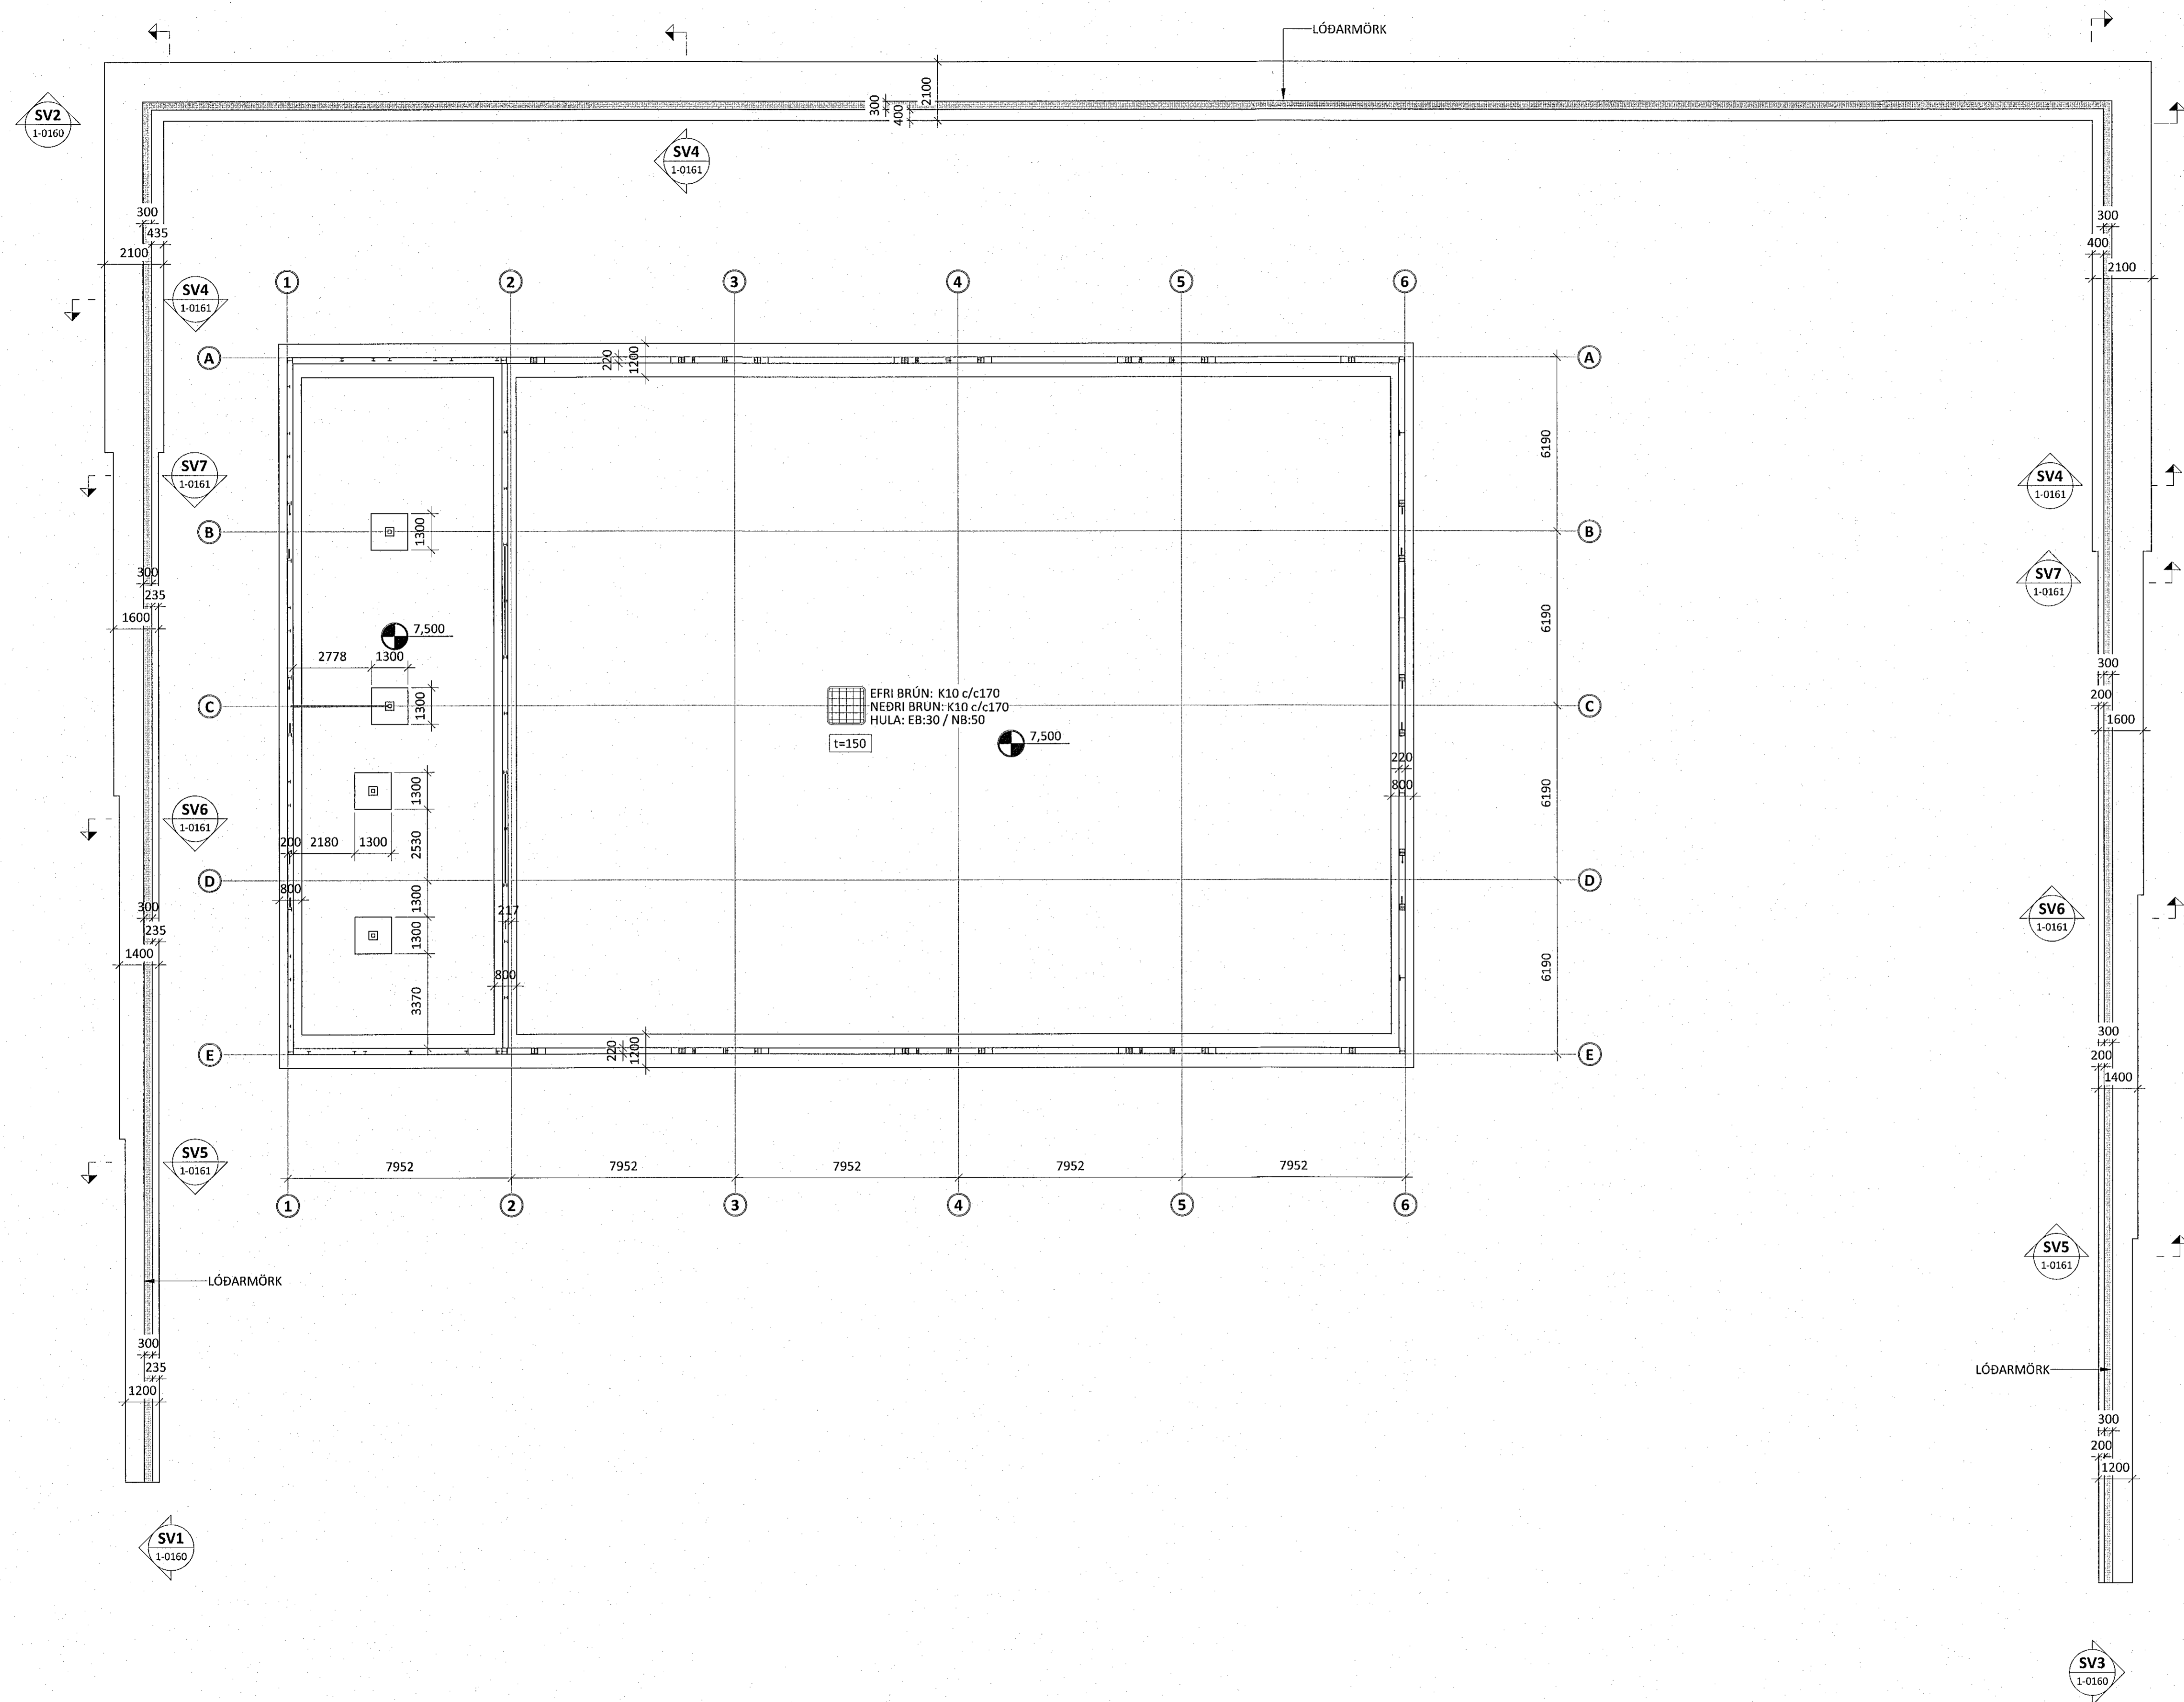 LÓÐARMÖRK
SV2
1-0160
300
400
2100
SV4
1-0161
300
435
2100
300
400
2100
SV4
1-0161
1
2
3
4
5
6
A
220
1200
A
6190
SV7
1-0161
SV4
1-0161
B
1300
B
300
235
1600
SV7
1-0161
7,500
6190
2778
1300
300
200
1600
C
1300
EFRI BRÚN: K10 c/c170
NEÐRI BRÚN: K10 c/c170
HULA: EB:30 / NB:50
t=150
7,500
C
220
800
SV6
1-0161
1300
6190
200
2180
1300
2530
D
D
800
1300
217
300
235
1400
1300
SV6
1-0161
800
3370
6190
E
220
1200
E
300
200
1400
SV5
1-0161
7952
7952
7952
7952
7952
1
2
3
4
5
6
SV5
1-0161
LÓÐARMÖRK
300
235
1200
LÓÐARMÖRK
300
200
1200
SV1
1-0160
SV3
1-0160